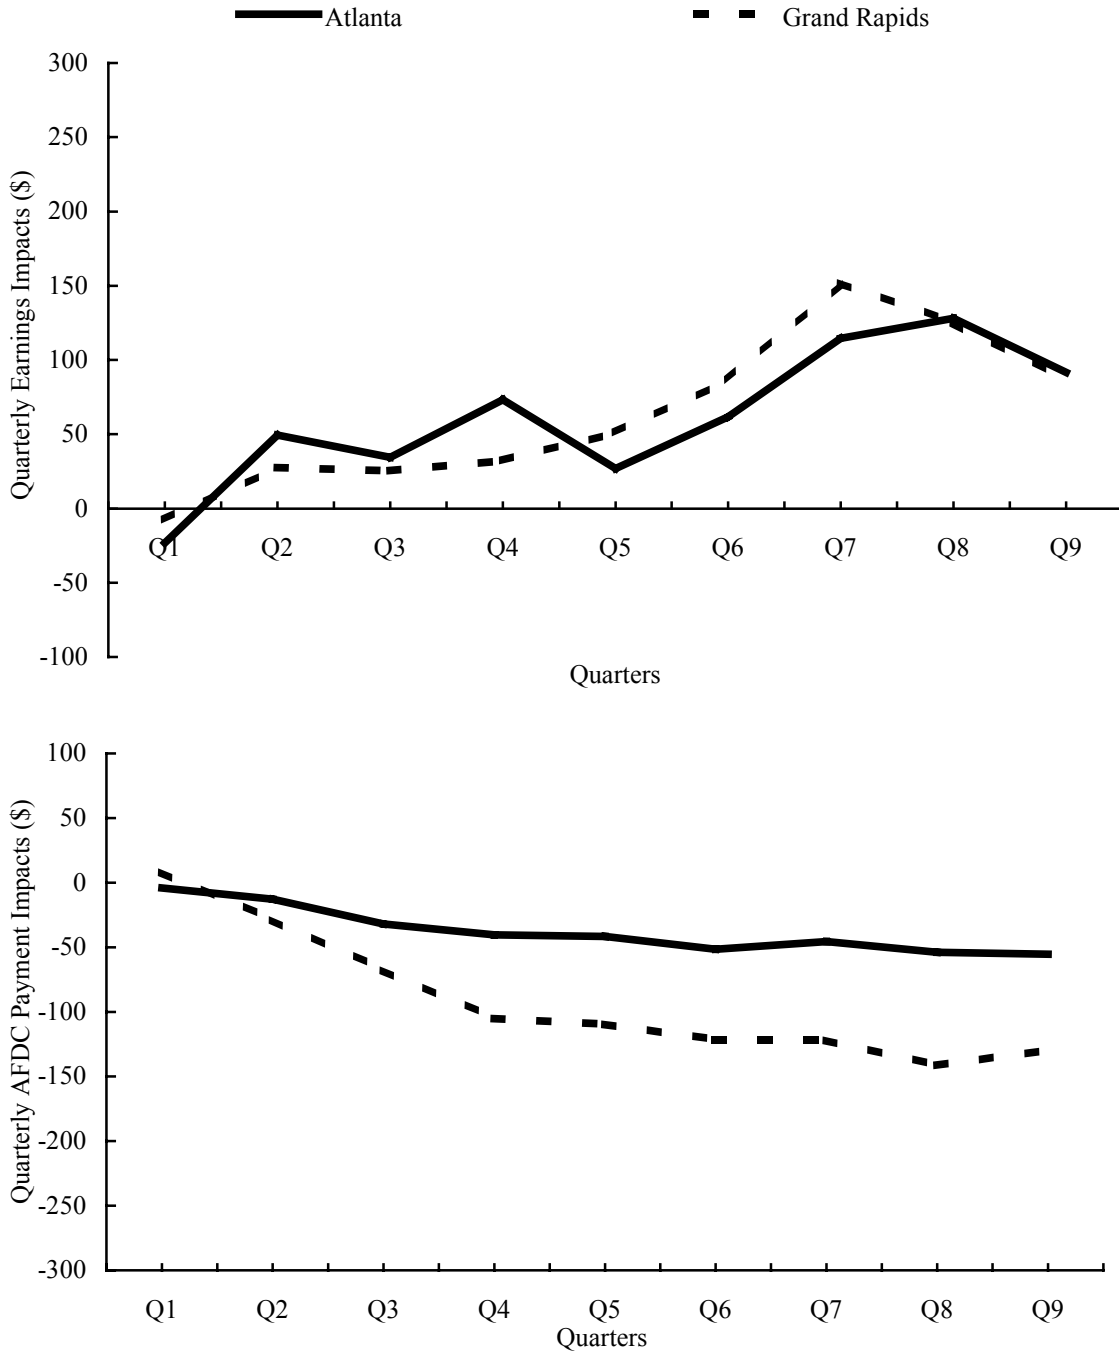 Atlanta Grand Rapids
300
250
200
150
100
50
0
-50
-100
Quarterly Earnings Impacts ($)
Q1 Q2 Q3 Q4 Q5 Q6 Q7 Q8 Q9
Quarters
100
50
0
-50
-100
-150
-200
-250
-300
Quarterly AFDC Payment Impacts ($)
Q1 Q2 Q3 Q4 Q5 Q6 Q7 Q8 Q9
Quarters